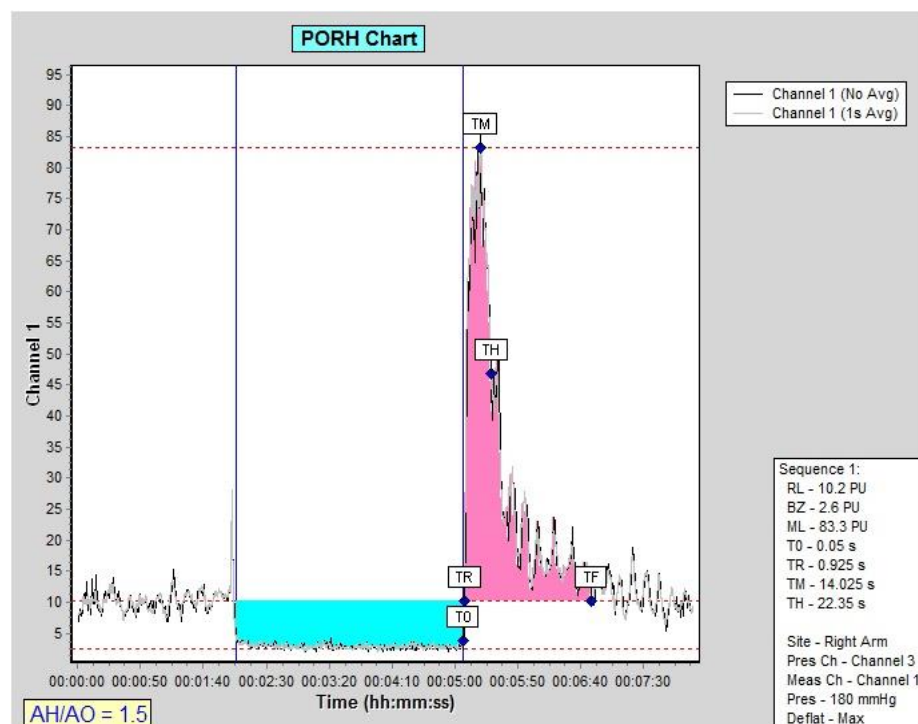 PORH Chart
Channel 1 (No Avg)
Channel 1 (1s Avg)
Channel 1
95
90
85
80
75
70
65
60
55
50
45
40
35
30
25
20
15
10
5
TM
TH
TR
TF
T0
00:00:00 00:00:50 00:01:40 00:02:30 00:03:20 00:04:10 00:05:00 00:05:50 00:06:40 00:07:30
Time (hh:mm:ss)
AH/AO = 1.5
Sequence 1:
RL - 10.2 PU
BZ - 2.6 PU
ML - 83.3 PU
T0 - 0.05 s
TR - 0.925 s
TM - 14.025 s
TH - 22.35 s
Site - Right Arm
Pres Ch - Channel 3
Meas Ch - Channel 1
Pres - 180 mmHg
Deflat - Max